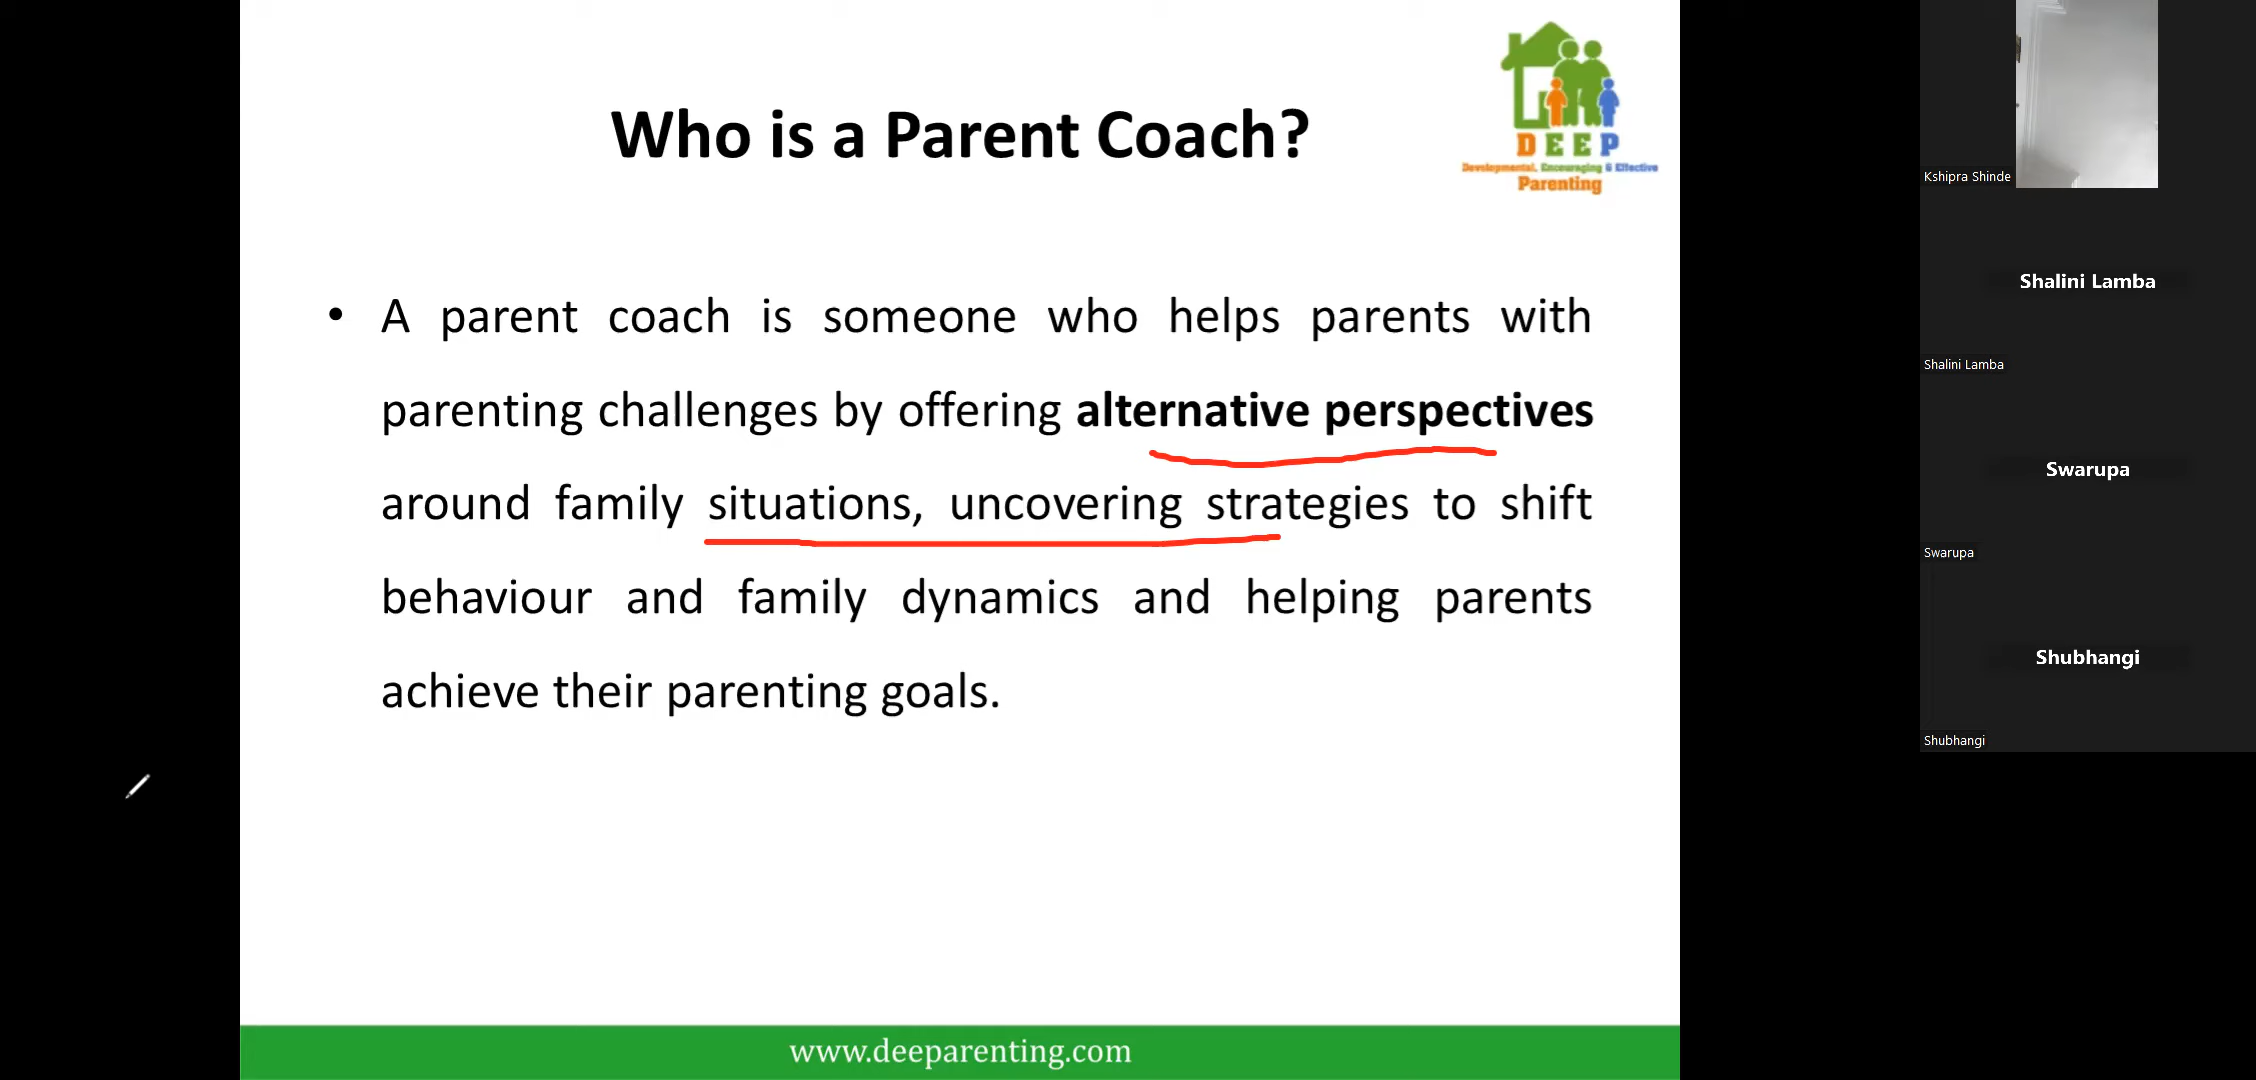 Who is a Parent Coach?
DEEP
Developmental, Encouraging & Effective
Parenting
• A parent coach is someone who helps parents with
parenting challenges by offering alternative perspectives
around family situations, uncovering strategies to shift
behaviour and family dynamics and helping parents
achieve their parenting goals.
www.deeparenting.com
Kshipra Shinde
Shalini Lamba
Shalini Lamba
Swarupa
Swarupa
Shubhangi
Shubhangi